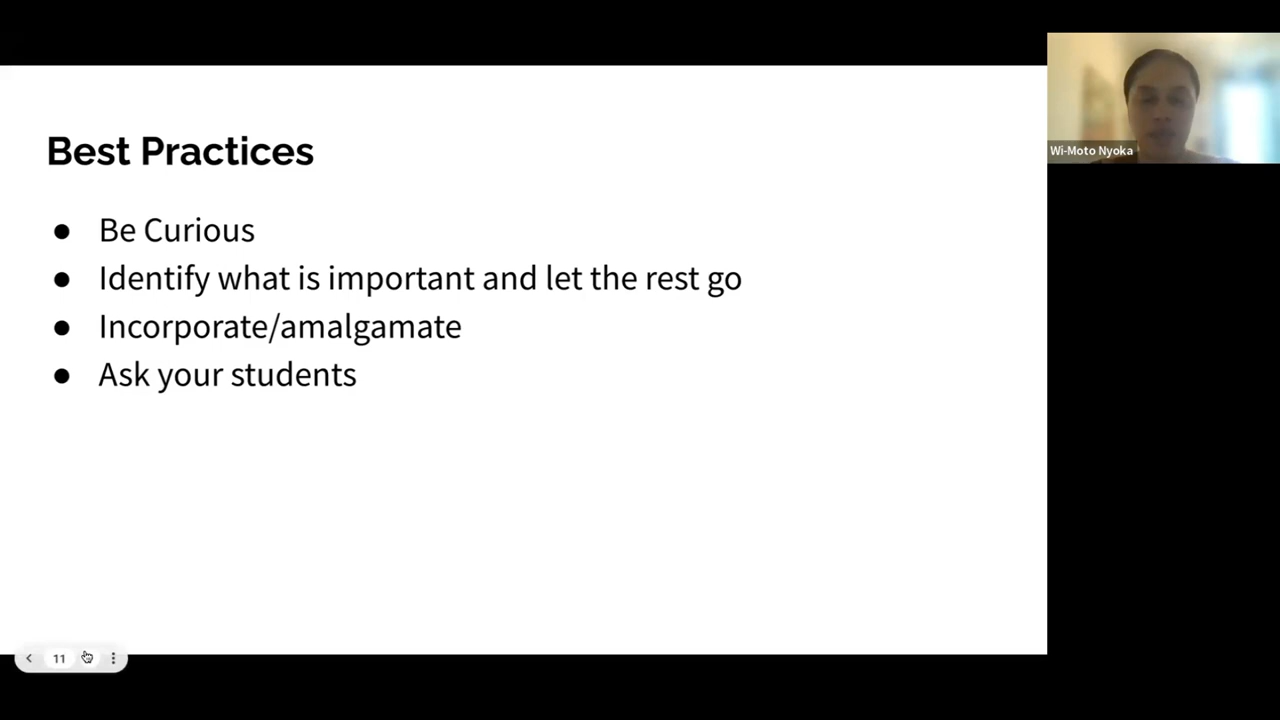 Best Practices
● Be Curious
● Identify what is important and let the rest go
● Incorporate/amalgamate
● Ask your students
Wi-Moto Nyoka
11